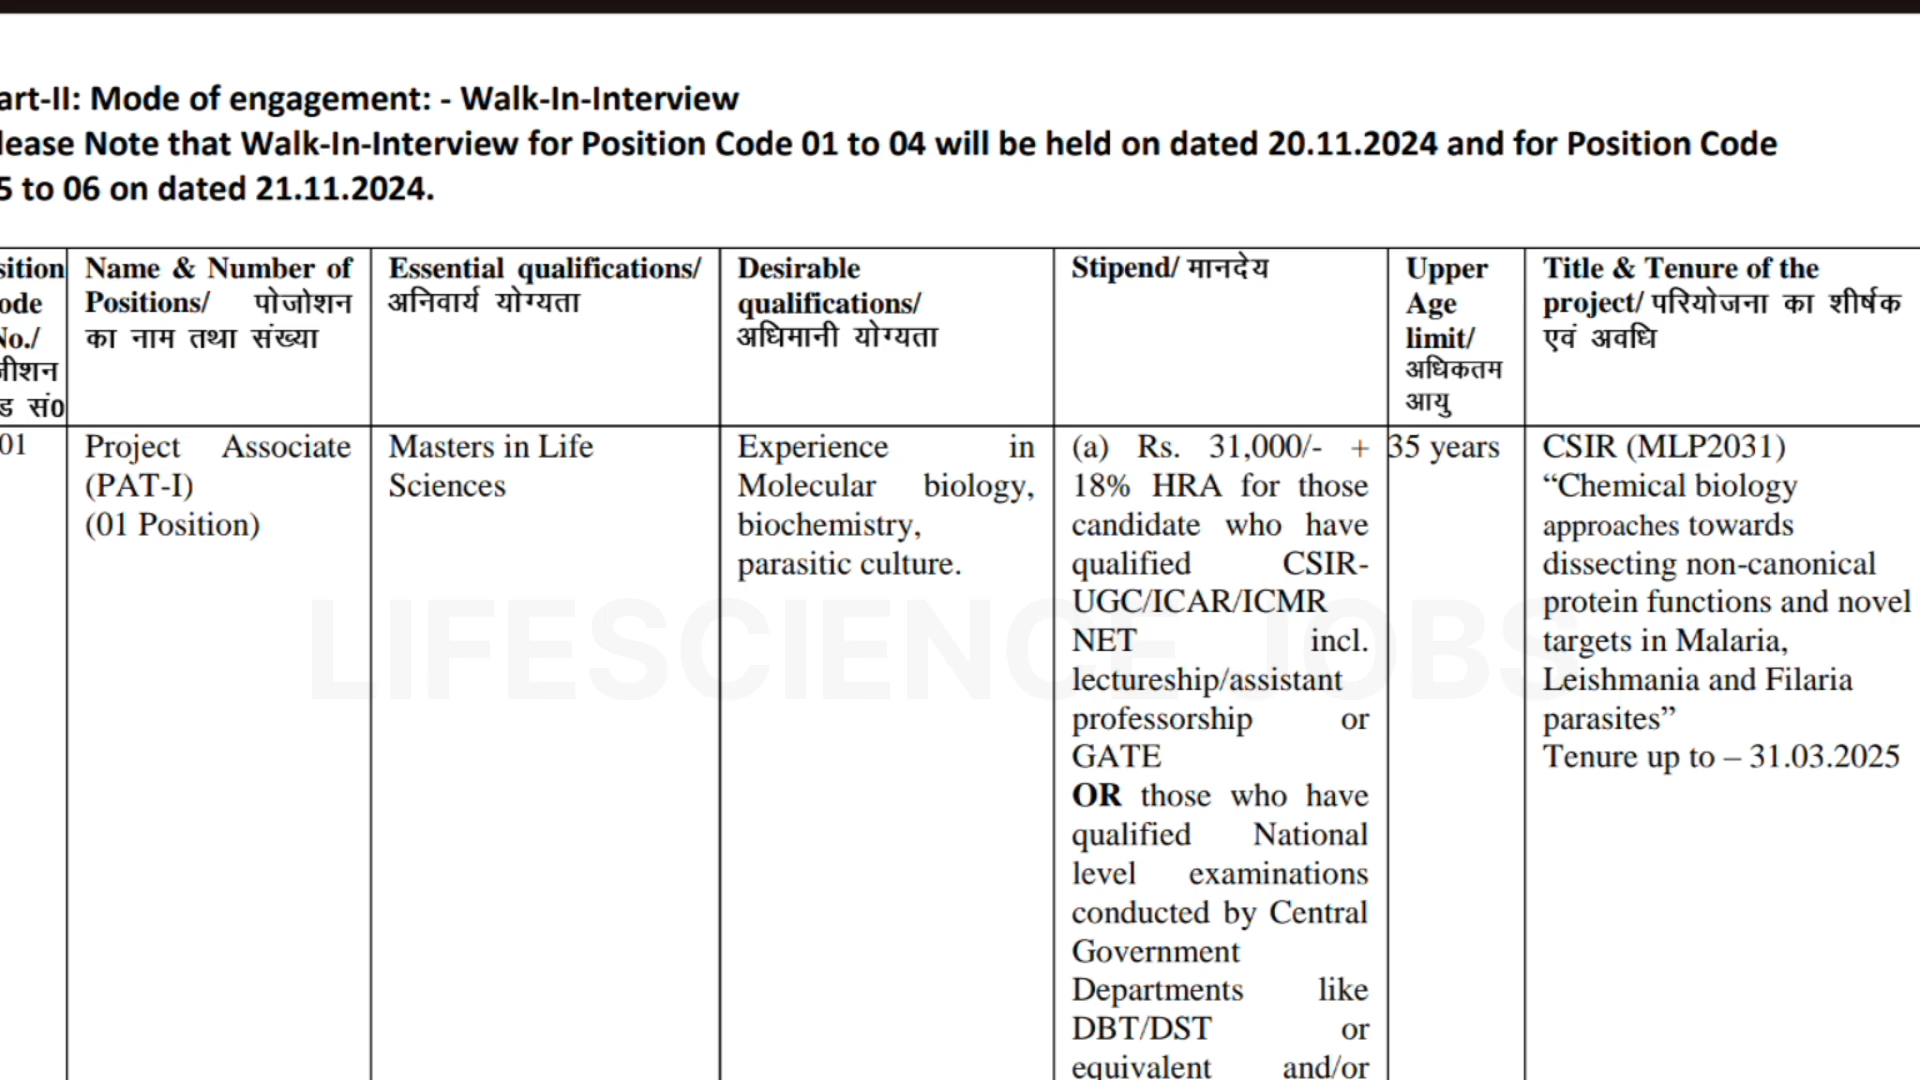 art-II: Mode of engagement: - Walk-In-Interview
lease Note that Walk-In-Interview for Position Code 01 to 04 will be held on dated 20.11.2024 and for Position Code
5 to 06 on dated 21.11.2024.
sition
ode
No./
जीशन
ड सं0
Name & Number of
Positions/ पोजोशन
का नाम तथा संख्या
Essential qualifications/
अनिवार्य योग्यता
Desirable
qualifications/
अधिमानी योग्यता
Stipend/ मानदेय
Upper
Age
limit/
अधिकतम
आयु
Title & Tenure of the
project/ परियोजना का शीर्षक
एवं अवधि
01
Project Associate
(PAT-I)
(01 Position)
Masters in Life
Sciences
Experience in
Molecular biology,
biochemistry,
parasitic culture.
(a) Rs. 31,000/- +
18% HRA for those
candidate who have
qualified CSIR-
UGC/ICAR/ICMR
NET incl.
lectureship/assistant
professorship or
GATE
OR those who have
qualified National
level examinations
conducted by Central
Government
Departments like
DBT/DST or
equivalent and/or
35 years
CSIR (MLP2031)
“Chemical biology
approaches towards
dissecting non-canonical
protein functions and novel
targets in Malaria,
Leishmania and Filaria
parasites”
Tenure up to – 31.03.2025
LIFESCIENCE JOBS